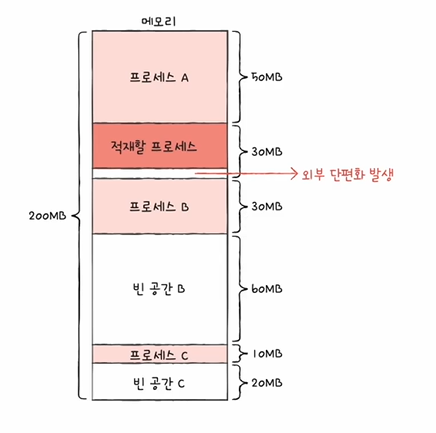 메모리
프로세스 A
50MB
적재할 프로세스
30MB
외부 단편화 발생
프로세스 B
30MB
200MB
빈 공간 B
60MB
프로세스 C
10MB
빈 공간 C
20MB